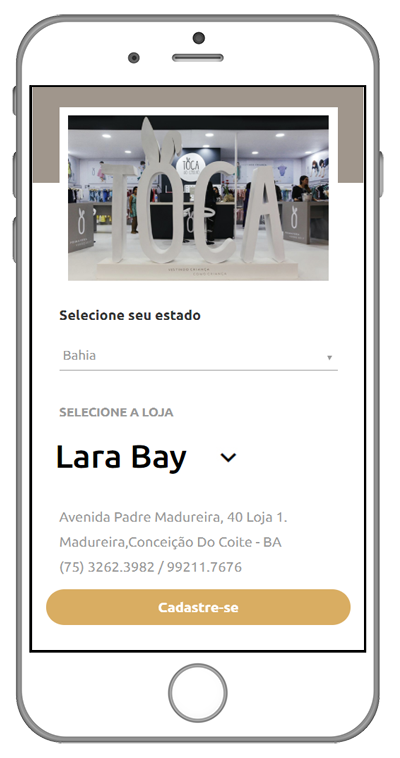 TOCA
TOCA
Selecione seu estado
Bahia
SELECIONE A LOJA
Lara Bay
Avenida Padre Madureira, 40 Loja 1.
Madureira,Conceição Do Coite - BA
(75) 3262.3982 / 99211.7676
Cadastre-se